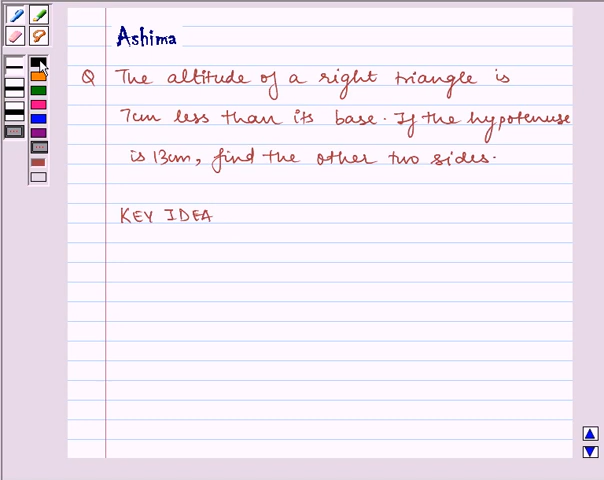 Ashima
Q The altitude of a right triangle is
7cm less than its base. If the hypotenuse
is 13cm, find the other two sides.
KEY IDEA